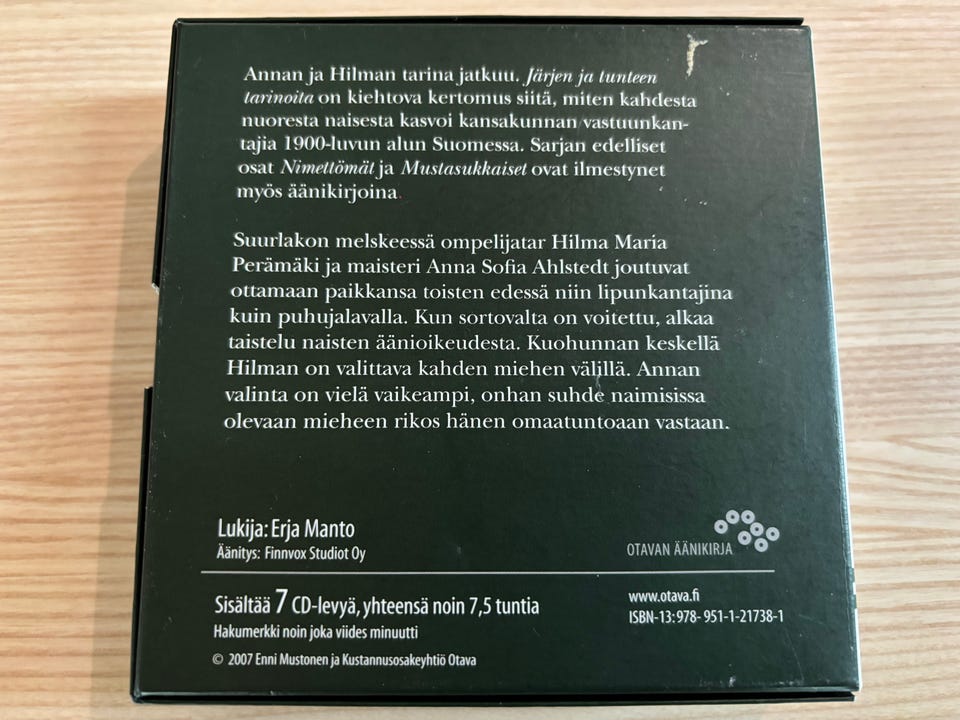 Annan ja Hilman tarina jatkuu. Järjen ja tunteen
tarinoita on kiehtova kertomus siitä, miten kahdesta
nuoresta naisesta kasvoi kansakunnan vastuunkan-
tajia 1900-luvun alun Suomessa. Sarjan edelliset
osat Nimettömät ja Mustasukkaiset ovat ilmestynet
myös äänikirjoina.
Suurlakon melskeessä ompelijatar Hilma Maria
Perämäki ja maisteri Anna Sofia Ahlstedt joutuvat
ottamaan paikkansa toisten edessä niin lipunkantajina
kuin puhujalavalla. Kun sortovalta on voitettu, alkaa
taistelu naisten äänioikeudesta. Kuohunnan keskellä
Hilman on valittava kahden miehen välillä. Annan
valinta on vielä vaikeampi, onhan suhde naimisissa
olevaan mieheen rikos hänen omaatuntoaan vastaan.
Lukija: Erja Manto
Äänitys: Finnvox Studiot Oy
OTAVAN ÄÄNIKIRJA
Sisältää 7 CD-levyä, yhteensä noin 7,5 tuntia
Hakumerkki noin joka viides minuutti
© 2007 Enni Mustonen ja Kustannusosakeyhtiö Otava
www.otava.fi
ISBN-13: 978- 951-1-21738-1